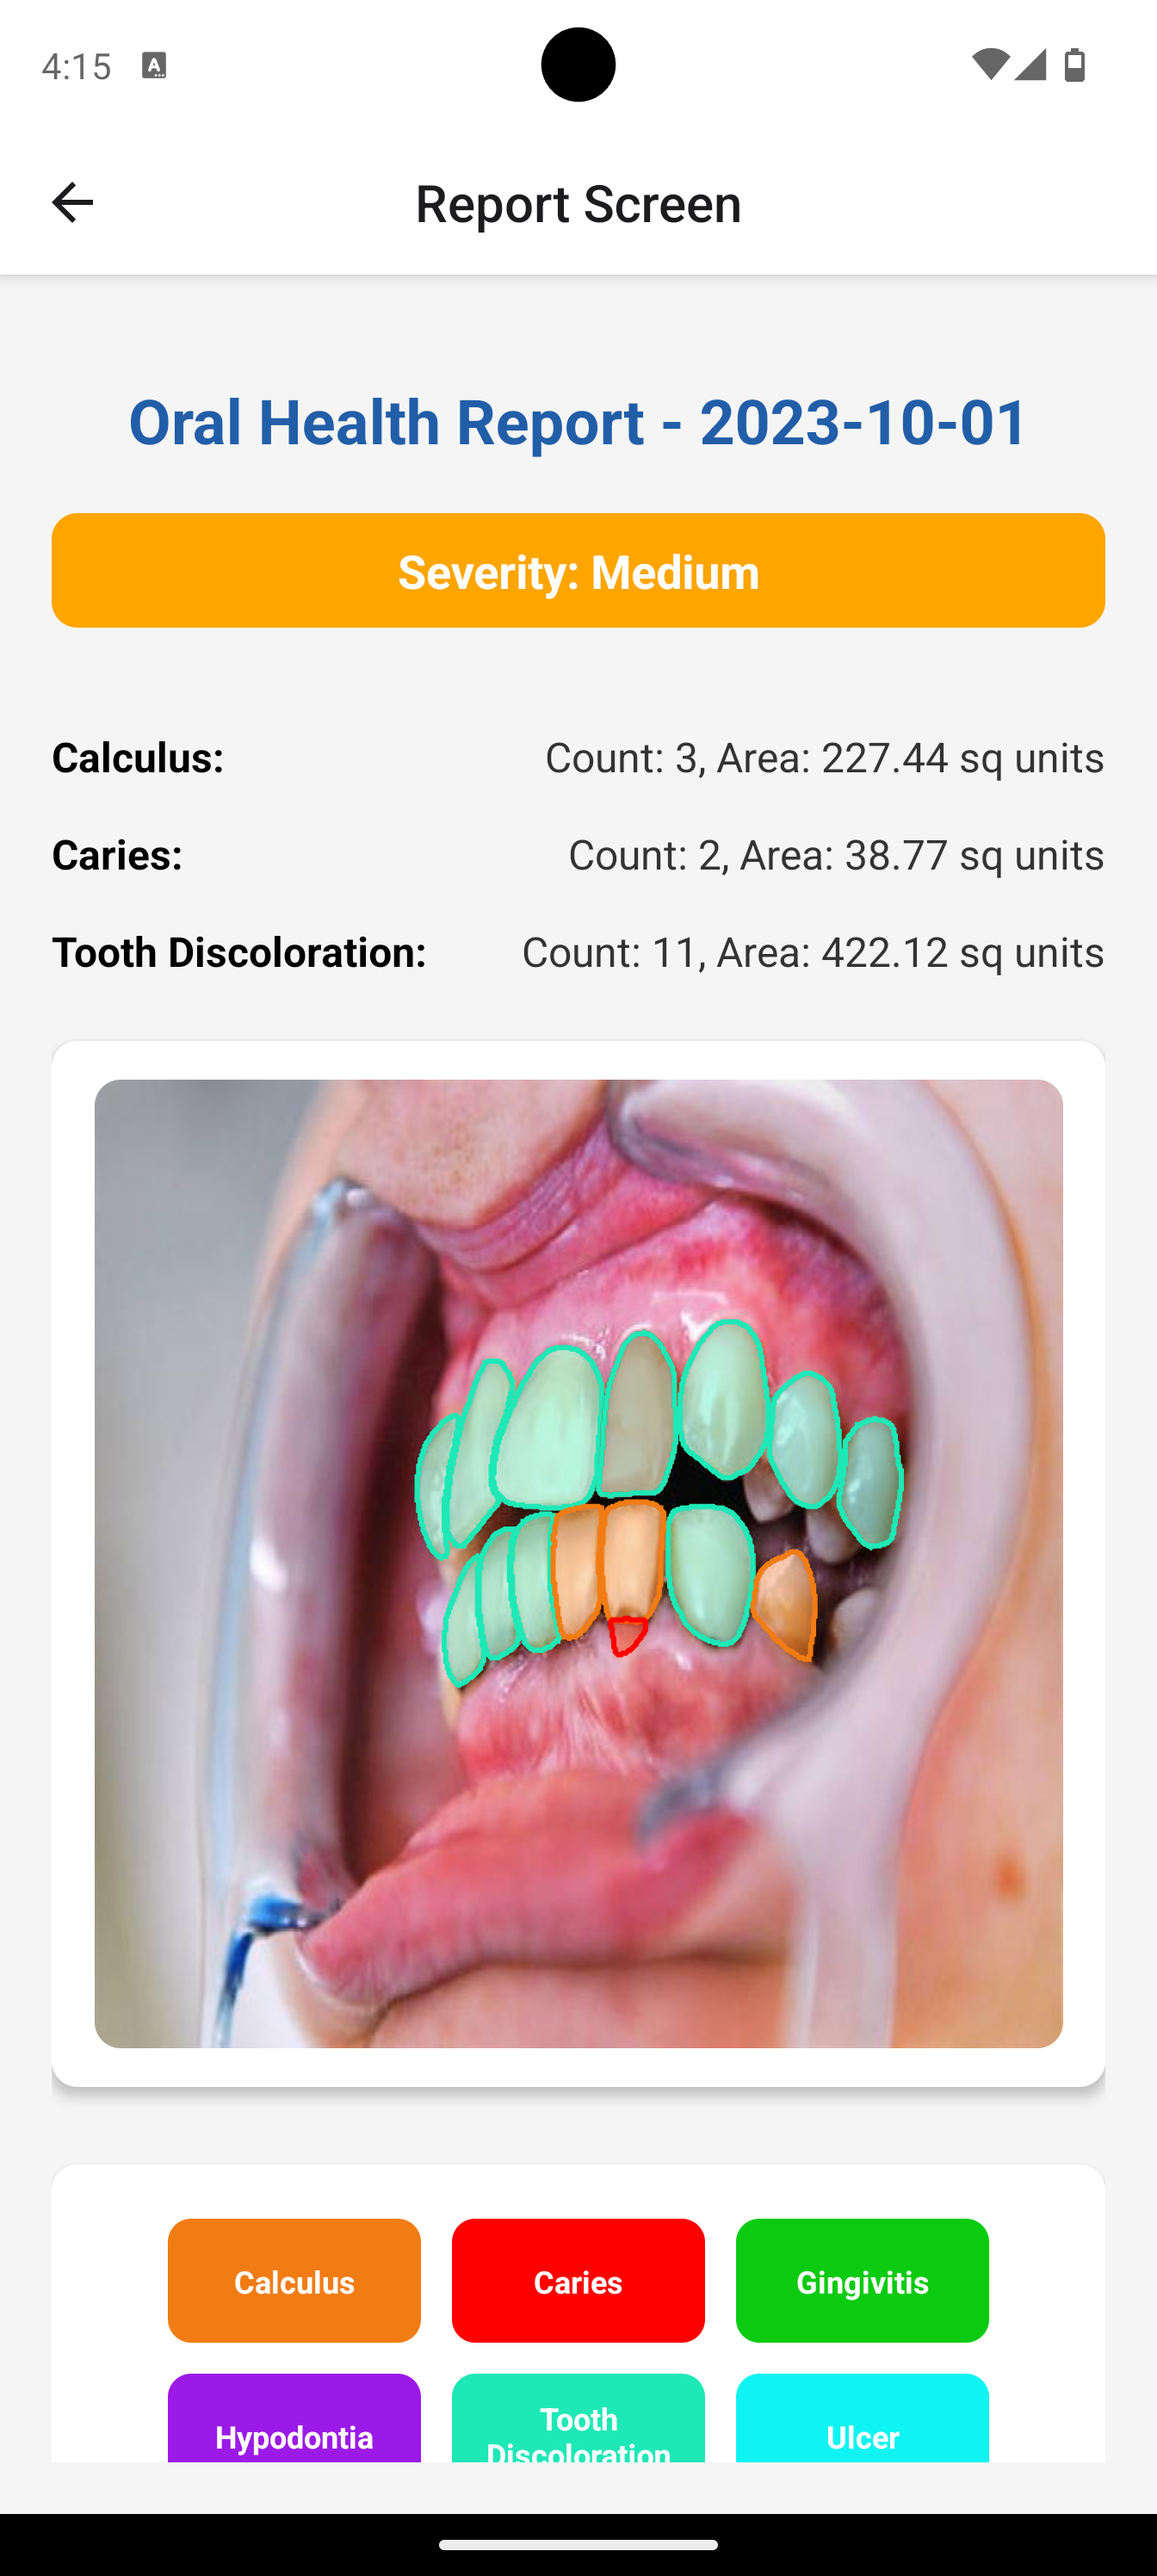 4:15
A
Report Screen
Oral Health Report - 2023-10-01
Severity: Medium
Calculus: Count: 3, Area: 227.44 sq units
Caries: Count: 2, Area: 38.77 sq units
Tooth Discoloration: Count: 11, Area: 422.12 sq units
Calculus Caries Gingivitis
Hypodontia Tooth Discoloration Ulcer